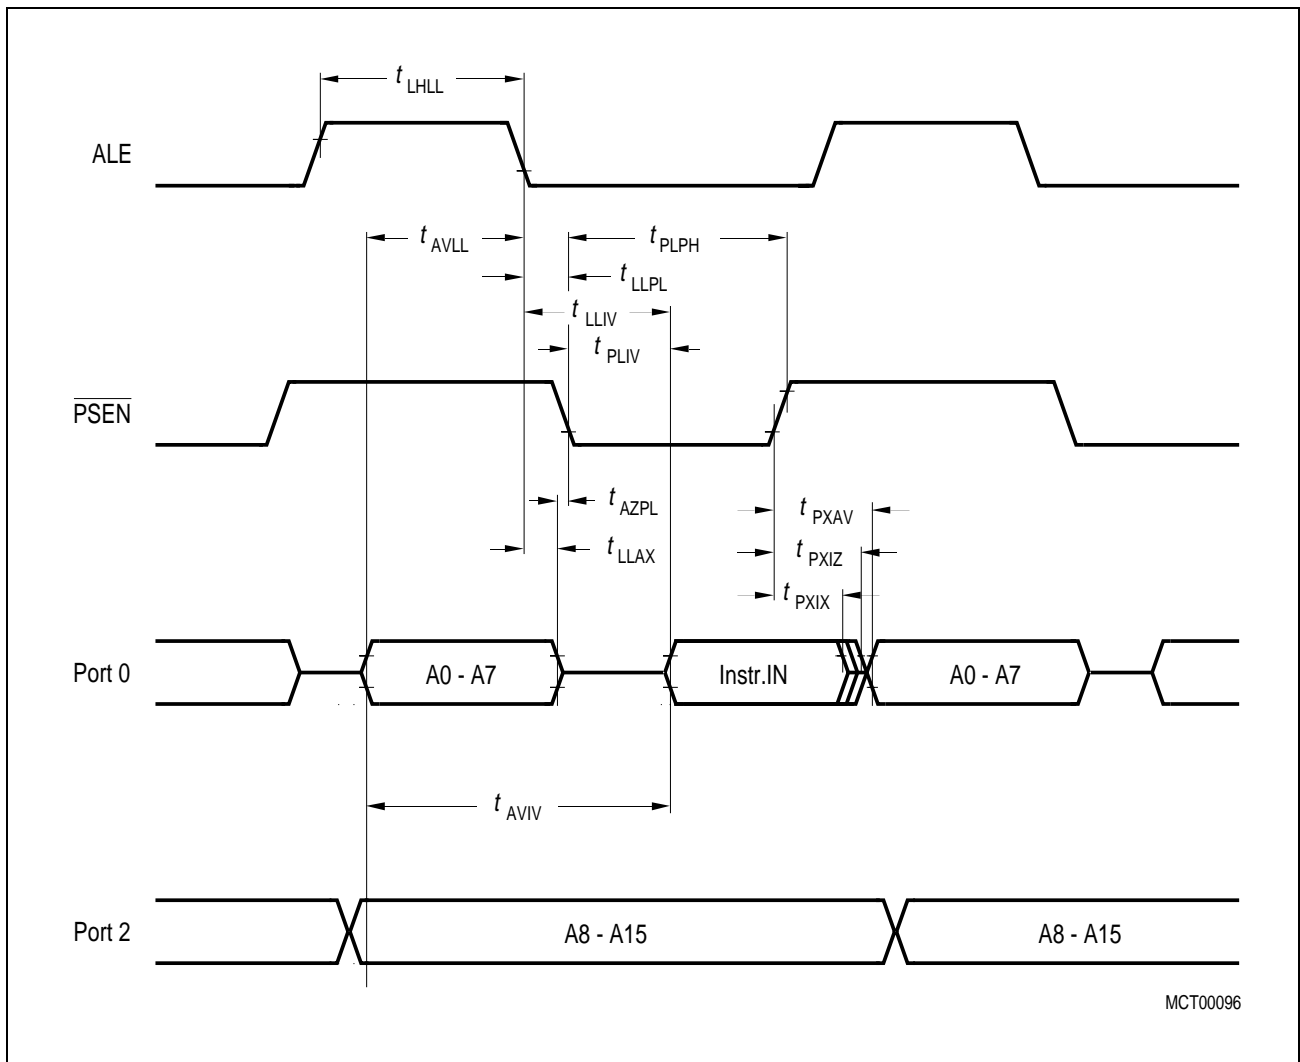 t LHLL
ALE
t AVLL
t PLPH
t LLPL
t LLIV
t PLIV
PSEN
t AZPL
t PXAV
t LLAX
t PXIZ
t PXIX
Port 0
A0 - A7
Instr.IN
A0 - A7
t AVIV
Port 2
A8 - A15
A8 - A15
MCT00096